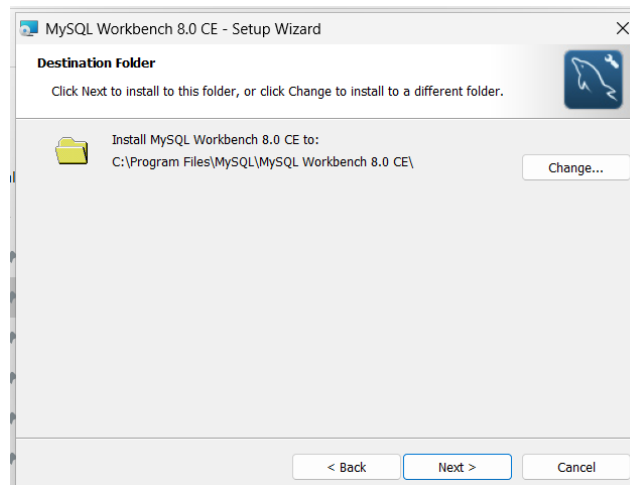 MySQL Workbench 8.0 CE - Setup Wizard
Destination Folder
Click Next to install to this folder, or click Change to install to a different folder.
Install MySQL Workbench 8.0 CE to:
C:\Program Files\MySQL\MySQL Workbench 8.0 CE\
Change...
< Back
Next >
Cancel